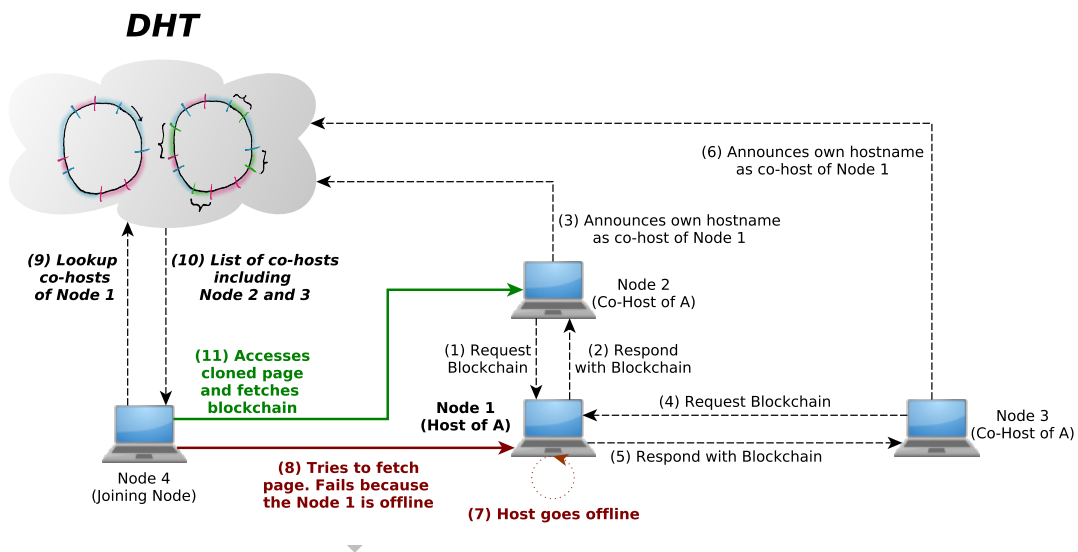 DHT
(6) Announces own hostname
as co-host of Node 1
(3) Announces own hostname
as co-host of Node 1
(9) Lookup
co-hosts
of Node 1
(10) List of co-hosts
including
Node 2 and 3
Node 2
(Co-Host of A)
(11) Accesses
cloned page
and fetches
blockchain
(1) Request
Blockchain
(2) Respond
with Blockchain
Node 1
(Host of A)
(4) Request Blockchain
Node 3
(Co-Host of A)
(5) Respond with Blockchain
Node 4
(Joining Node)
(8) Tries to fetch
page. Fails because
the Node 1 is offline
(7) Host goes offline